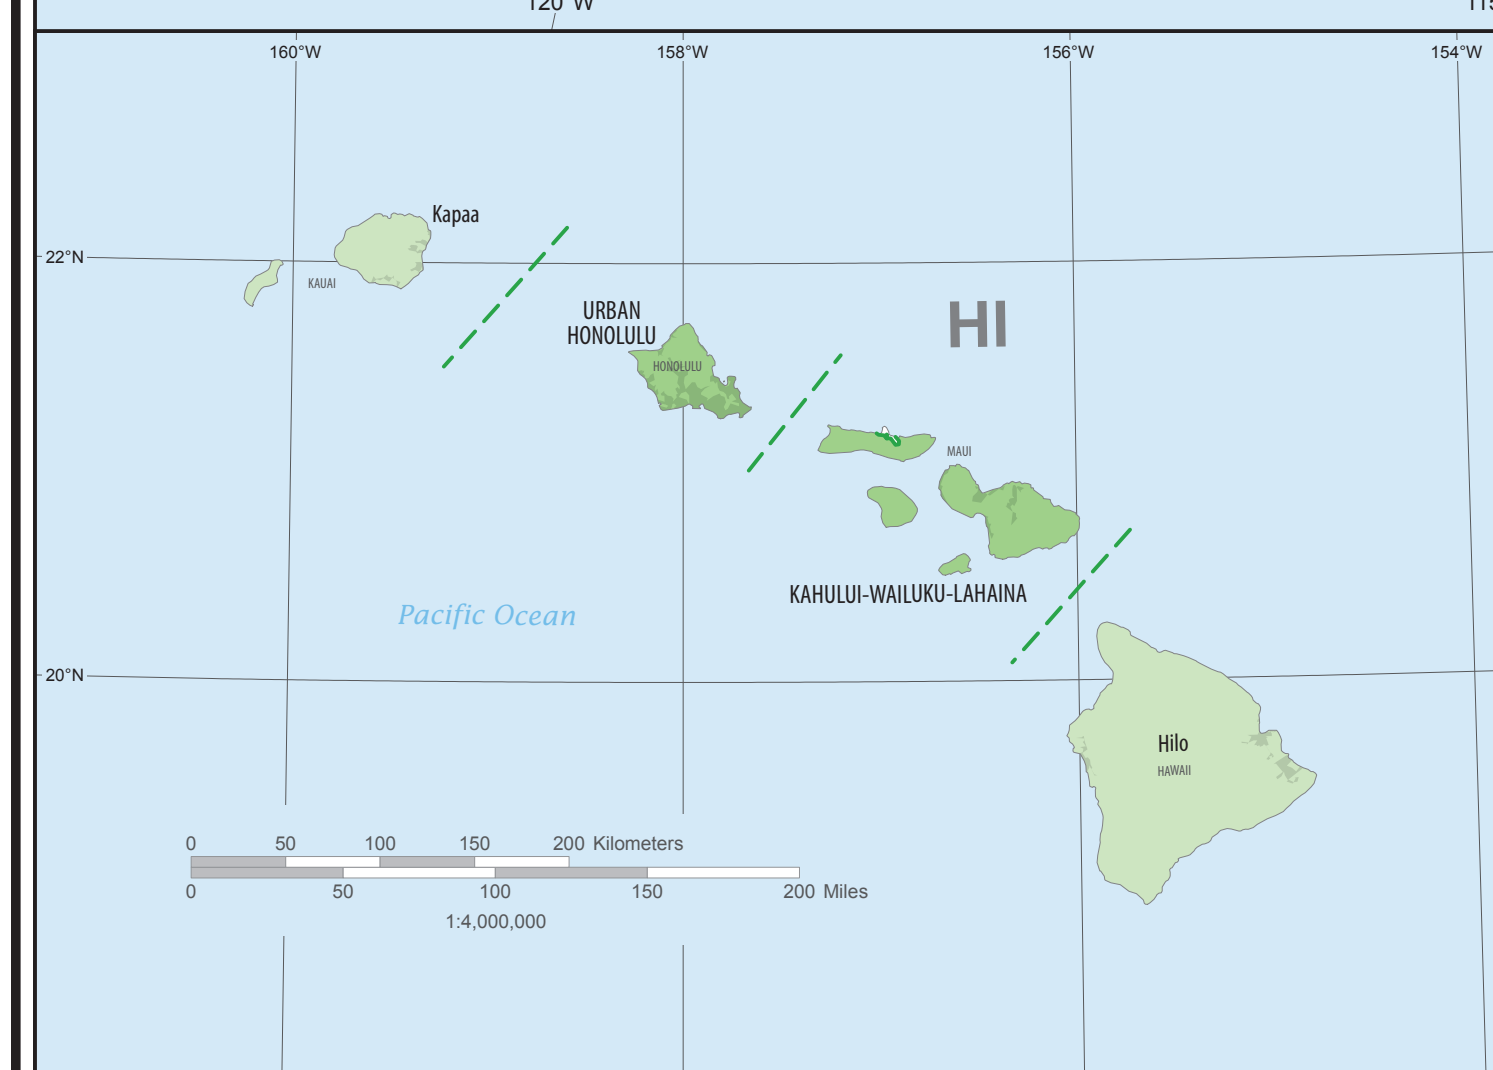 120°W
160°W 158°W 156°W 154°W
Kapaa
22°N
KAUAI
URBAN
HONOLULU
HI
HONOLULU
MAUI
KAHULUI-WAILUKU-LAHAINA
Pacific Ocean
20°N
Hilo
HAWAII
0 50 100 150 200 Kilometers
0 50 100 150 200 Miles
1:4,000,000